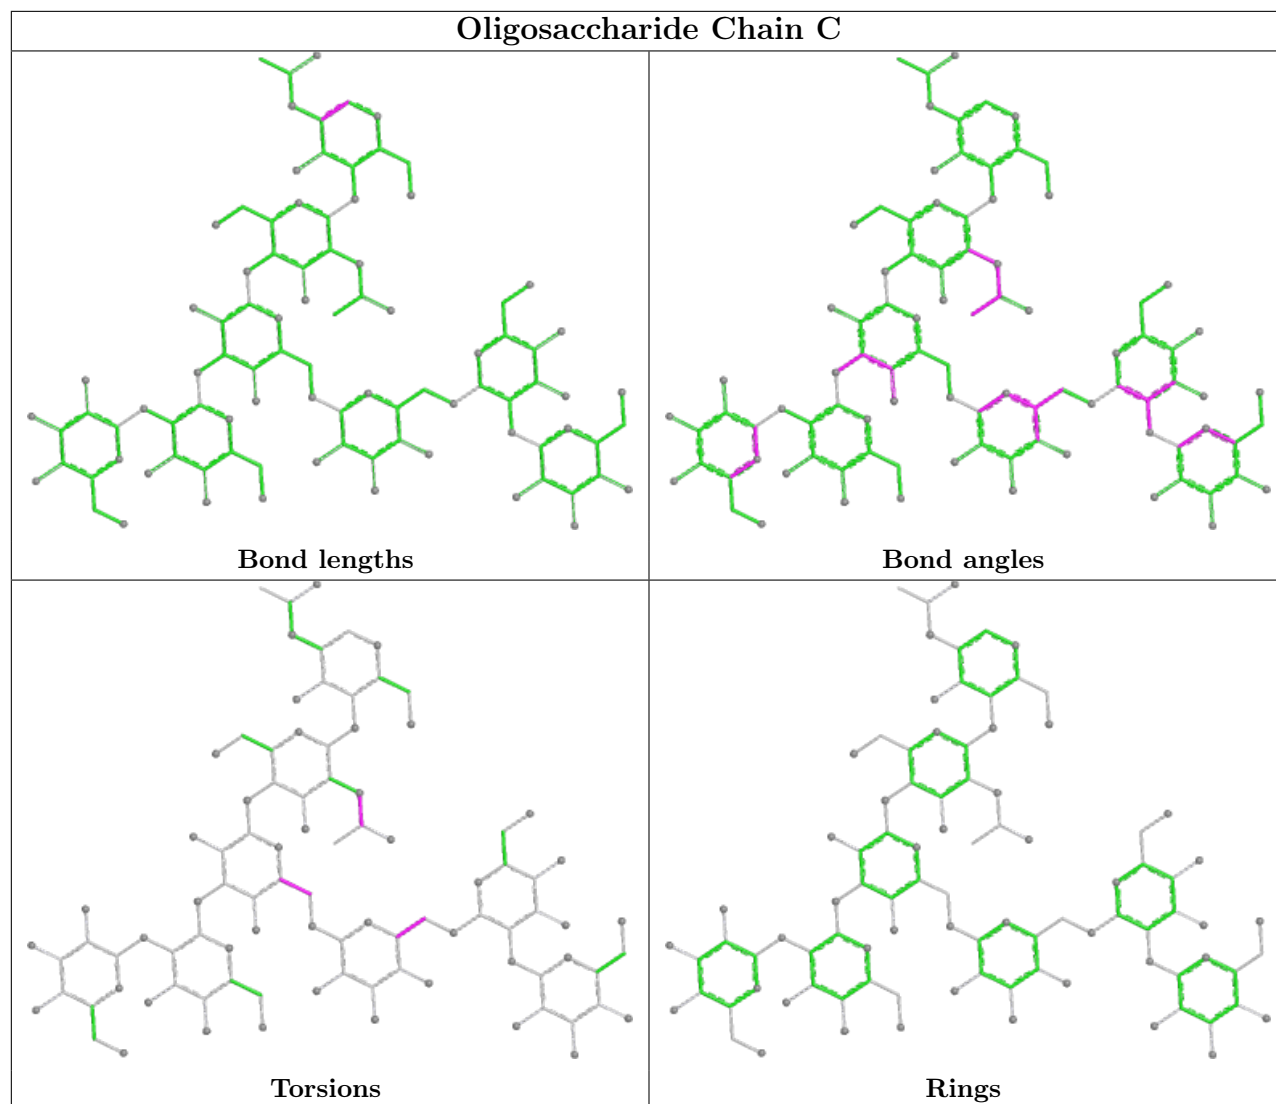 Oligosaccharide Chain C
Bond lengths
Bond angles
Torsions
Rings